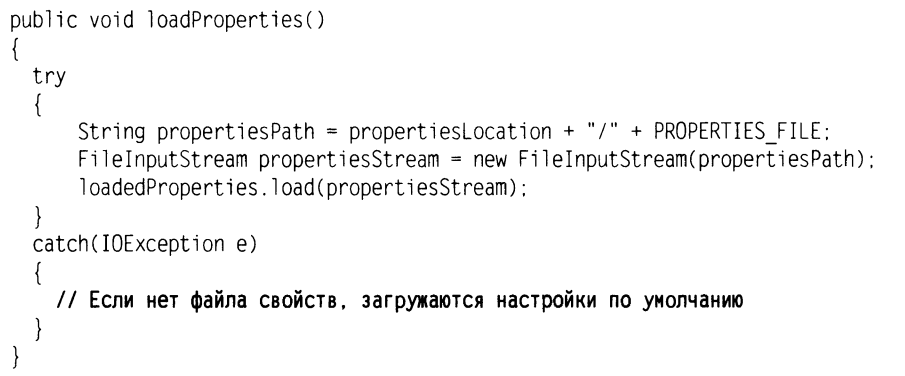 public void loadProperties()
{
  try
  {
      String propertiesPath = propertiesLocation + "/" + PROPERTIES_FILE;
      FileInputStream propertiesStream = new FileInputStream(propertiesPath);
      loadedProperties.load(propertiesStream);
  }
  catch(IOException e)
  {
    // Если нет файла свойств, загружаются настройки по умолчанию
  }
}